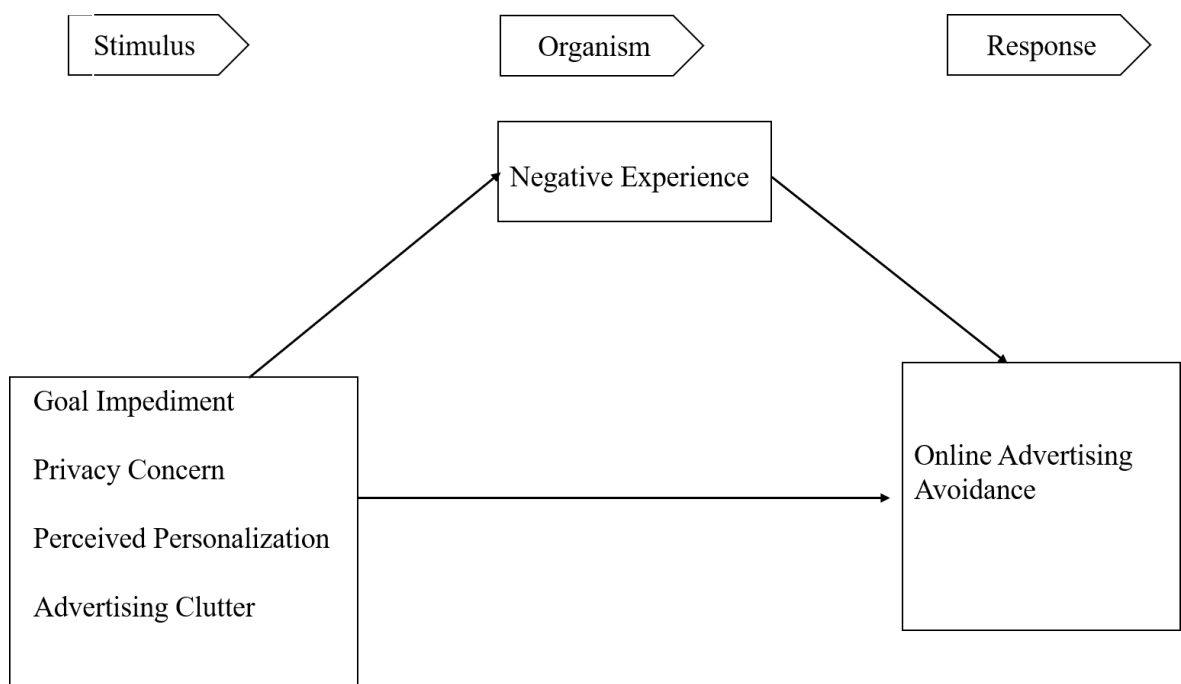 Stimulus
Organism
Response
Negative Experience
Goal Impediment
Privacy Concern
Perceived Personalization
Advertising Clutter
Online Advertising
Avoidance